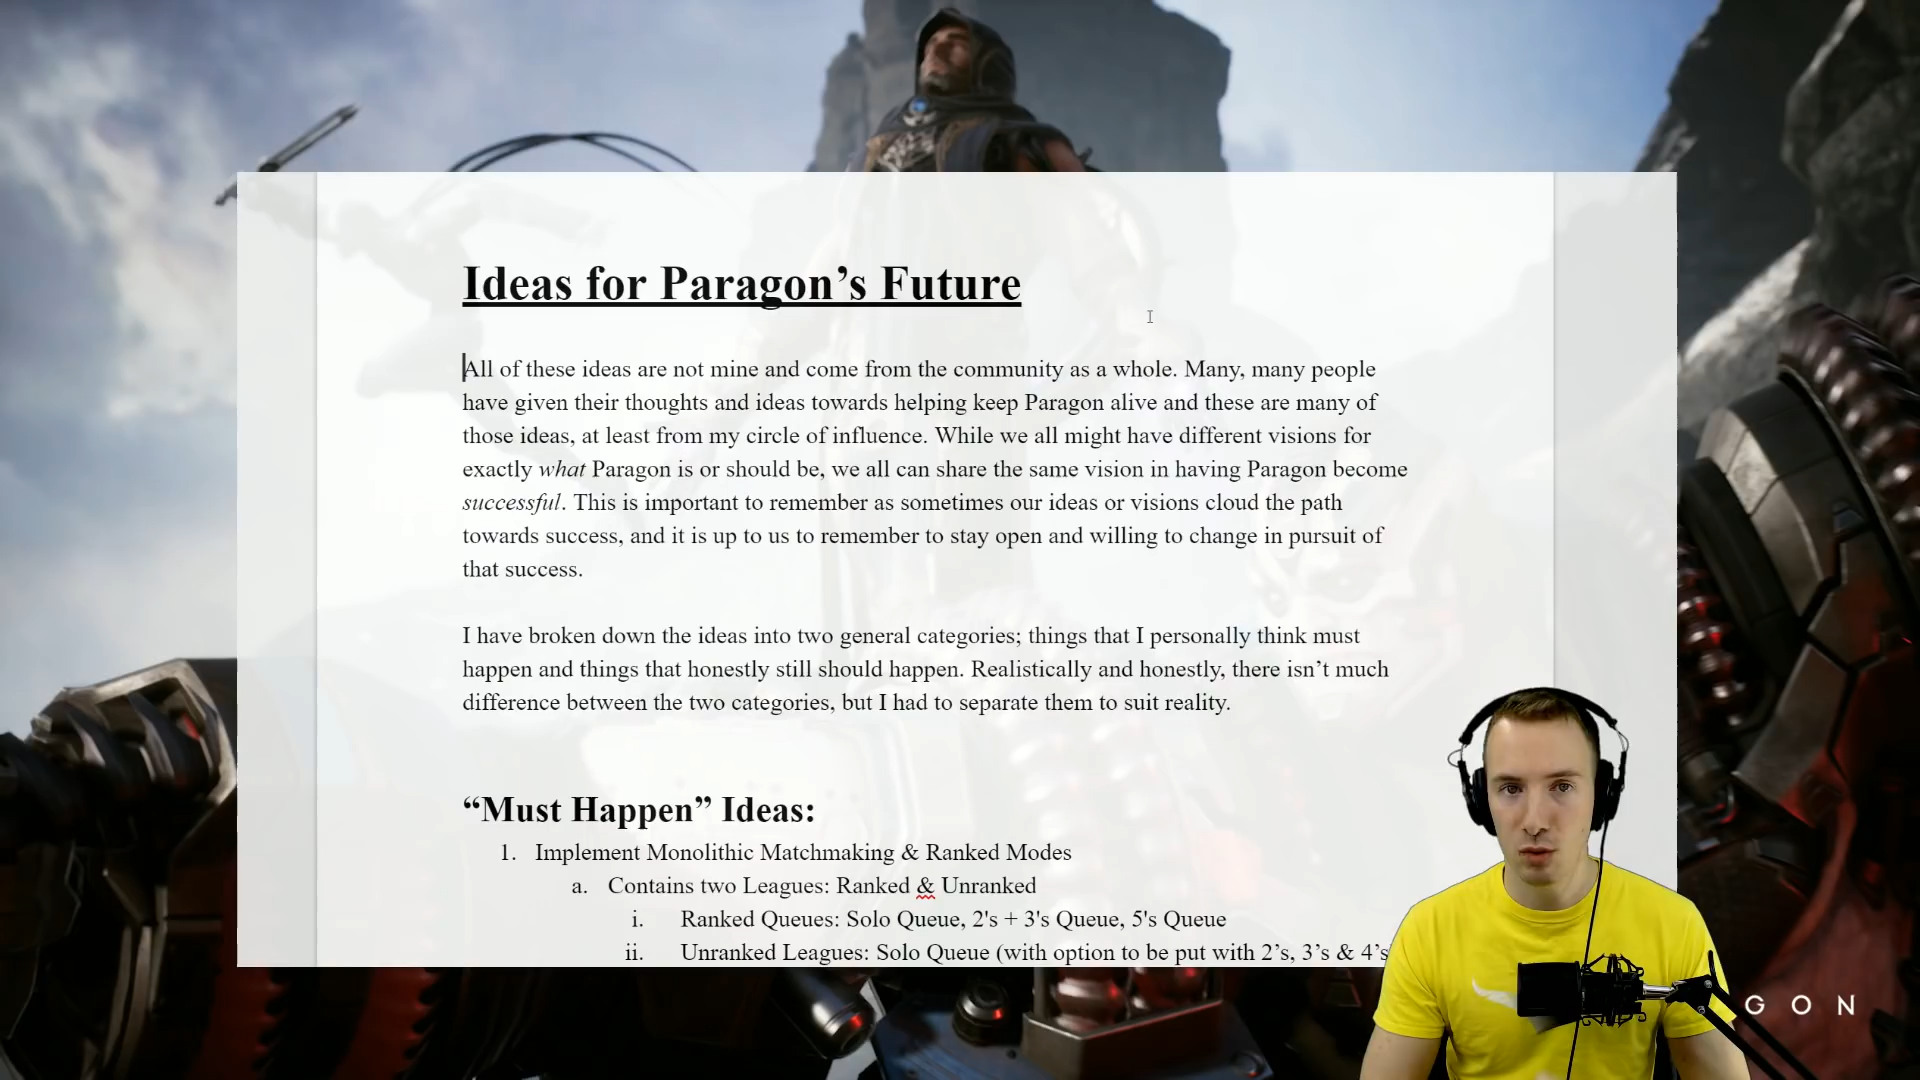 Ideas for Paragon’s Future
All of these ideas are not mine and come from the community as a whole. Many, many people
have given their thoughts and ideas towards helping keep Paragon alive and these are many of
those ideas, at least from my circle of influence. While we all might have different visions for
exactly what Paragon is or should be, we all can share the same vision in having Paragon become
successful. This is important to remember as sometimes our ideas or visions cloud the path
towards success, and it is up to us to remember to stay open and willing to change in pursuit of
that success.
I have broken down the ideas into two general categories; things that I personally think must
happen and things that honestly still should happen. Realistically and honestly, there isn’t much
difference between the two categories, but I had to separate them to suit reality.
“Must Happen” Ideas:
1. Implement Monolithic Matchmaking & Ranked Modes
a. Contains two Leagues: Ranked & Unranked
i. Ranked Queues: Solo Queue, 2's + 3's Queue, 5's Queue
ii. Unranked Leagues: Solo Queue (with option to be put with 2’s, 3’s & 4’s
GON